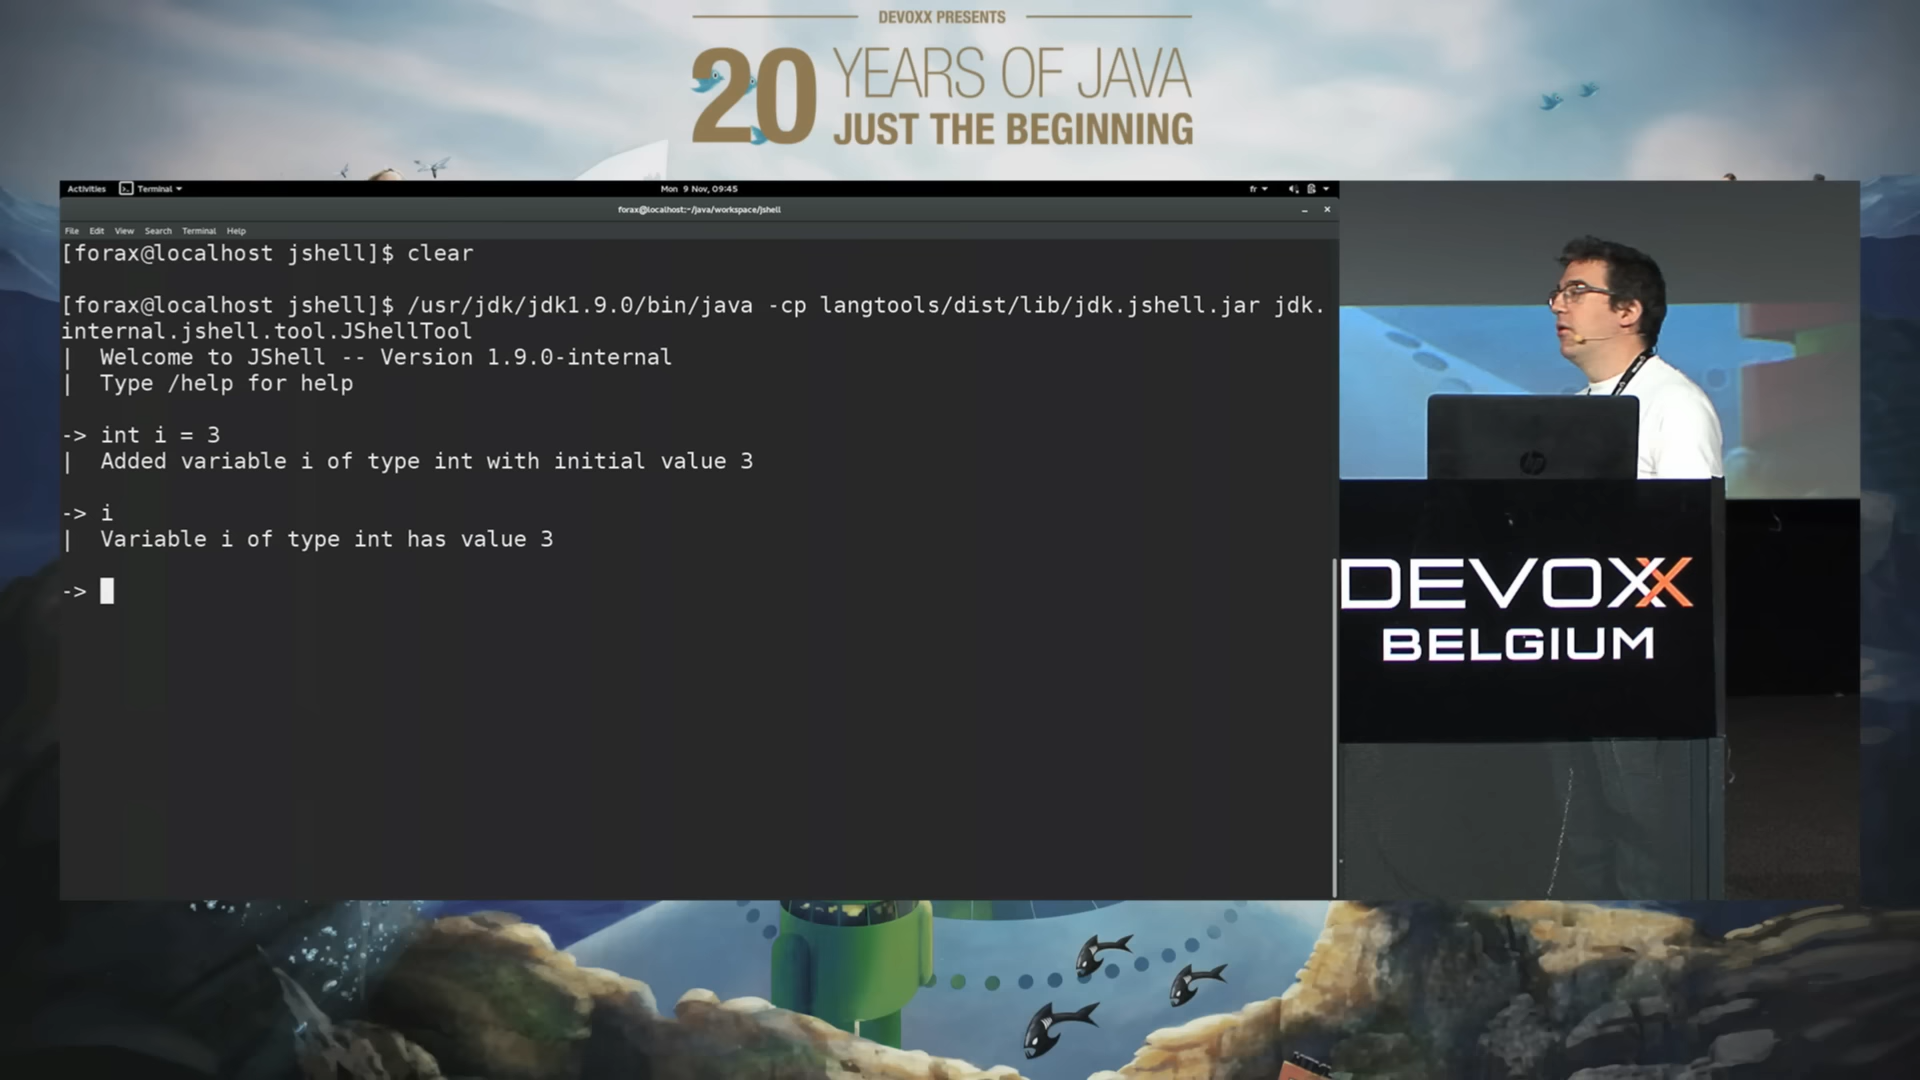 DEVOXX PRESENTS
20 YEARS OF JAVA
JUST THE BEGINNING
Activities Terminal Mon 9 Nov, 09:45 fr
forax@localhost:~/java/workspace/jshell
File Edit View Search Terminal Help
[forax@localhost jshell]$ clear
[forax@localhost jshell]$ /usr/jdk/jdk1.9.0/bin/java -cp langtools/dist/lib/jdk.jshell.jar jdk.
internal.jshell.tool.JShellTool
| Welcome to JShell -- Version 1.9.0-internal
| Type /help for help
-> int i = 3
| Added variable i of type int with initial value 3
-> i
| Variable i of type int has value 3
->
hp
DEVOXX
BELGIUM